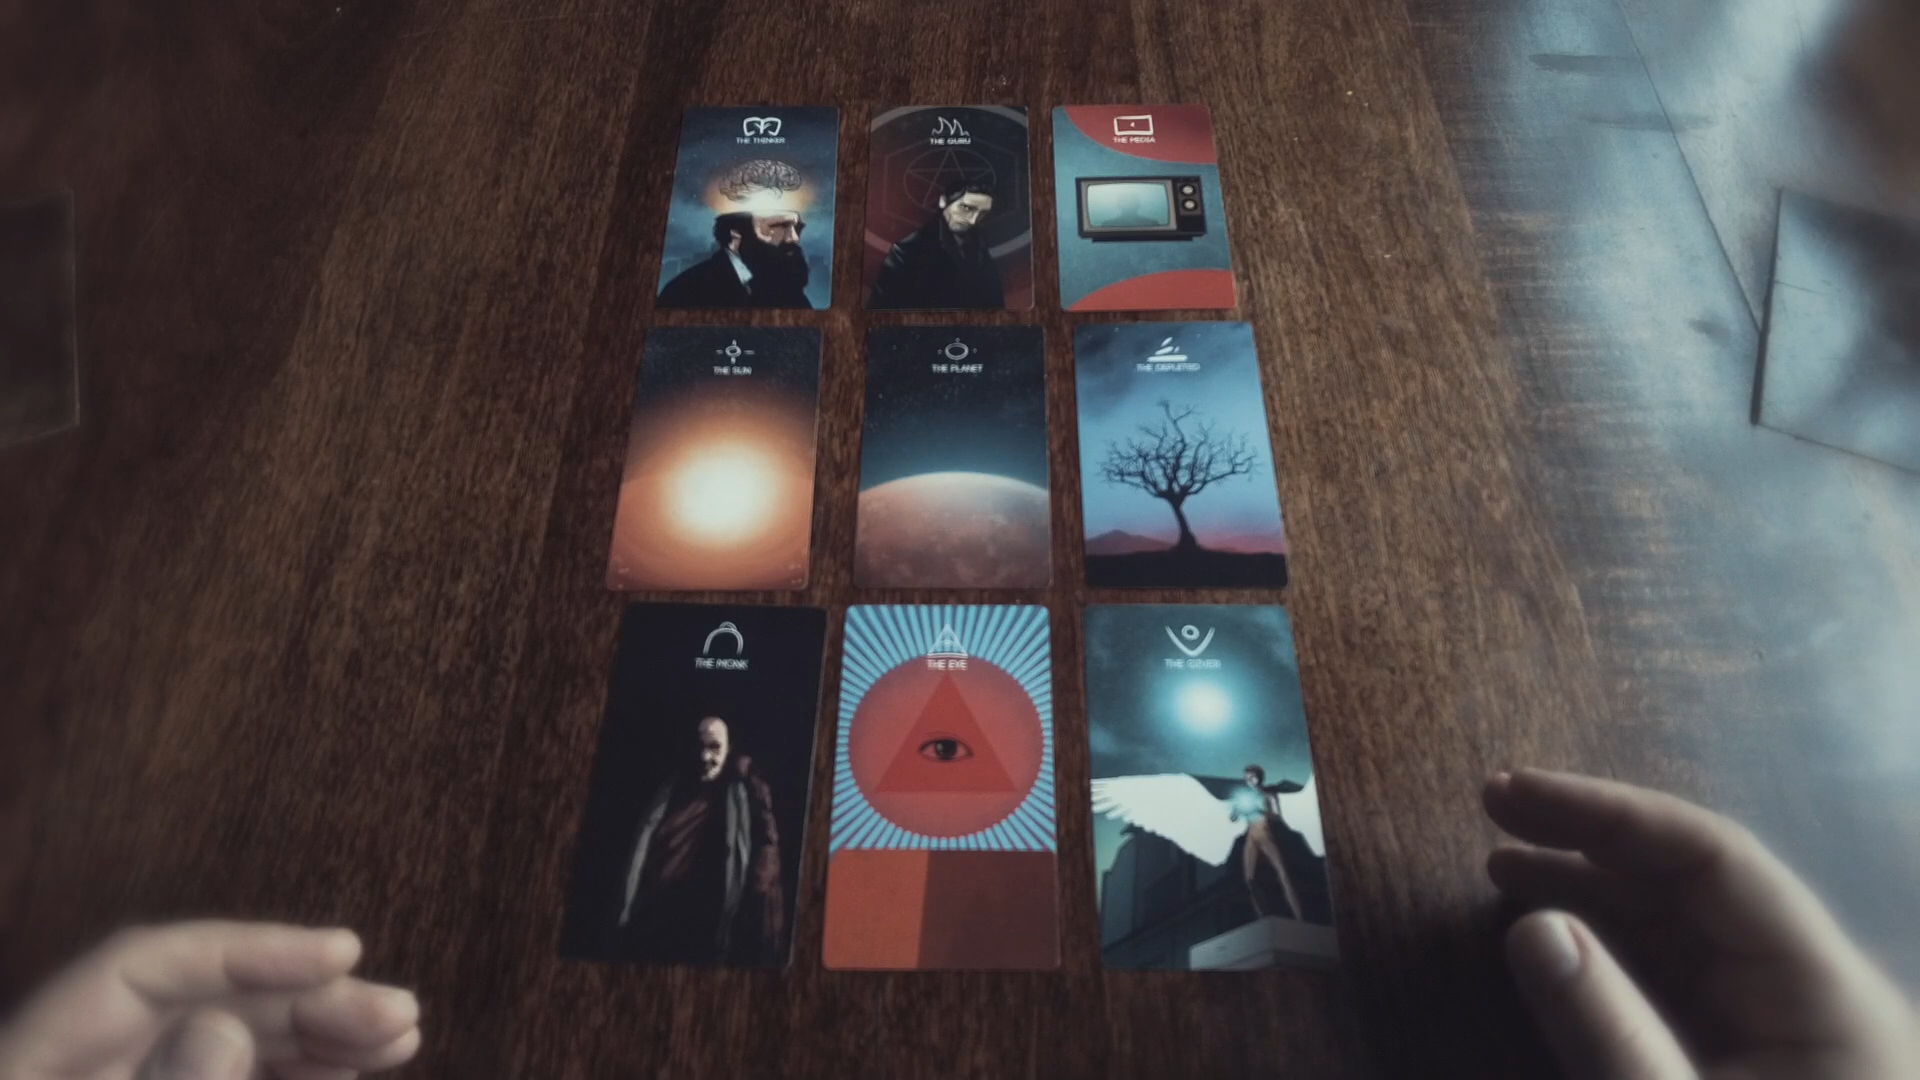 THE THINKER
THE GURU
THE MEDIA
THE SUN
THE PLANET
THE DEPLETED
THE MONK
THE EYE
THE GIVER